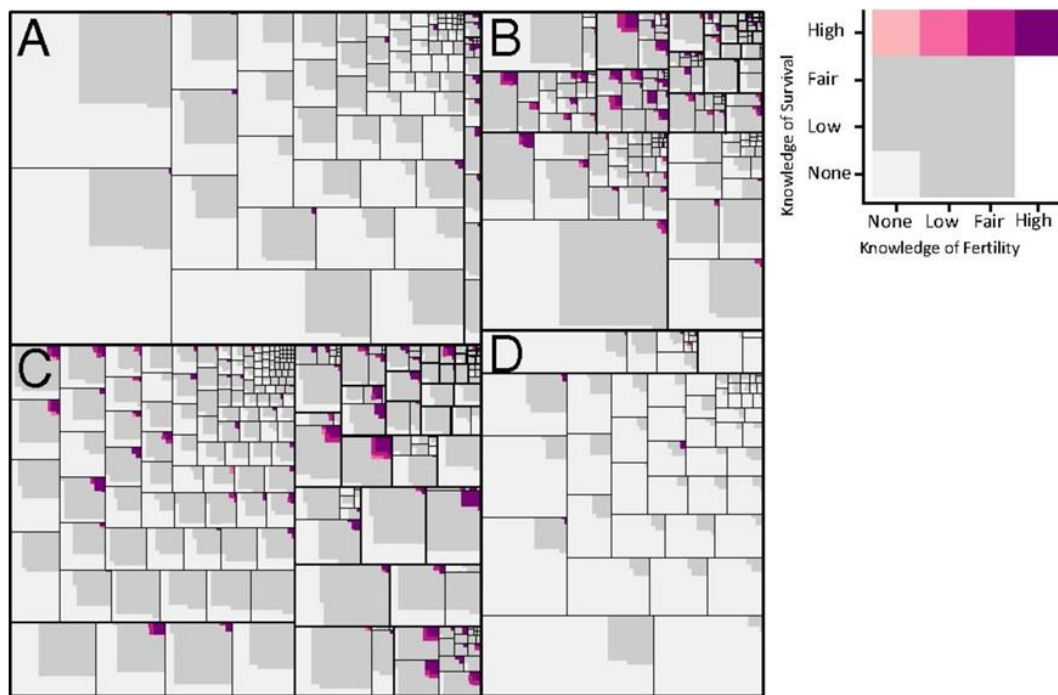 A
B
C
D
Knowledge of Survival
High
Fair
Low
None
None Low Fair High
Knowledge of Fertility